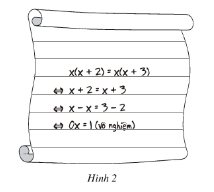 x(x + 2) = x(x + 3)
⇔ x + 2 = x + 3
⇔ x - x = 3 - 2
⇔ 0x = 1 (vô nghiệm)
Hình 2